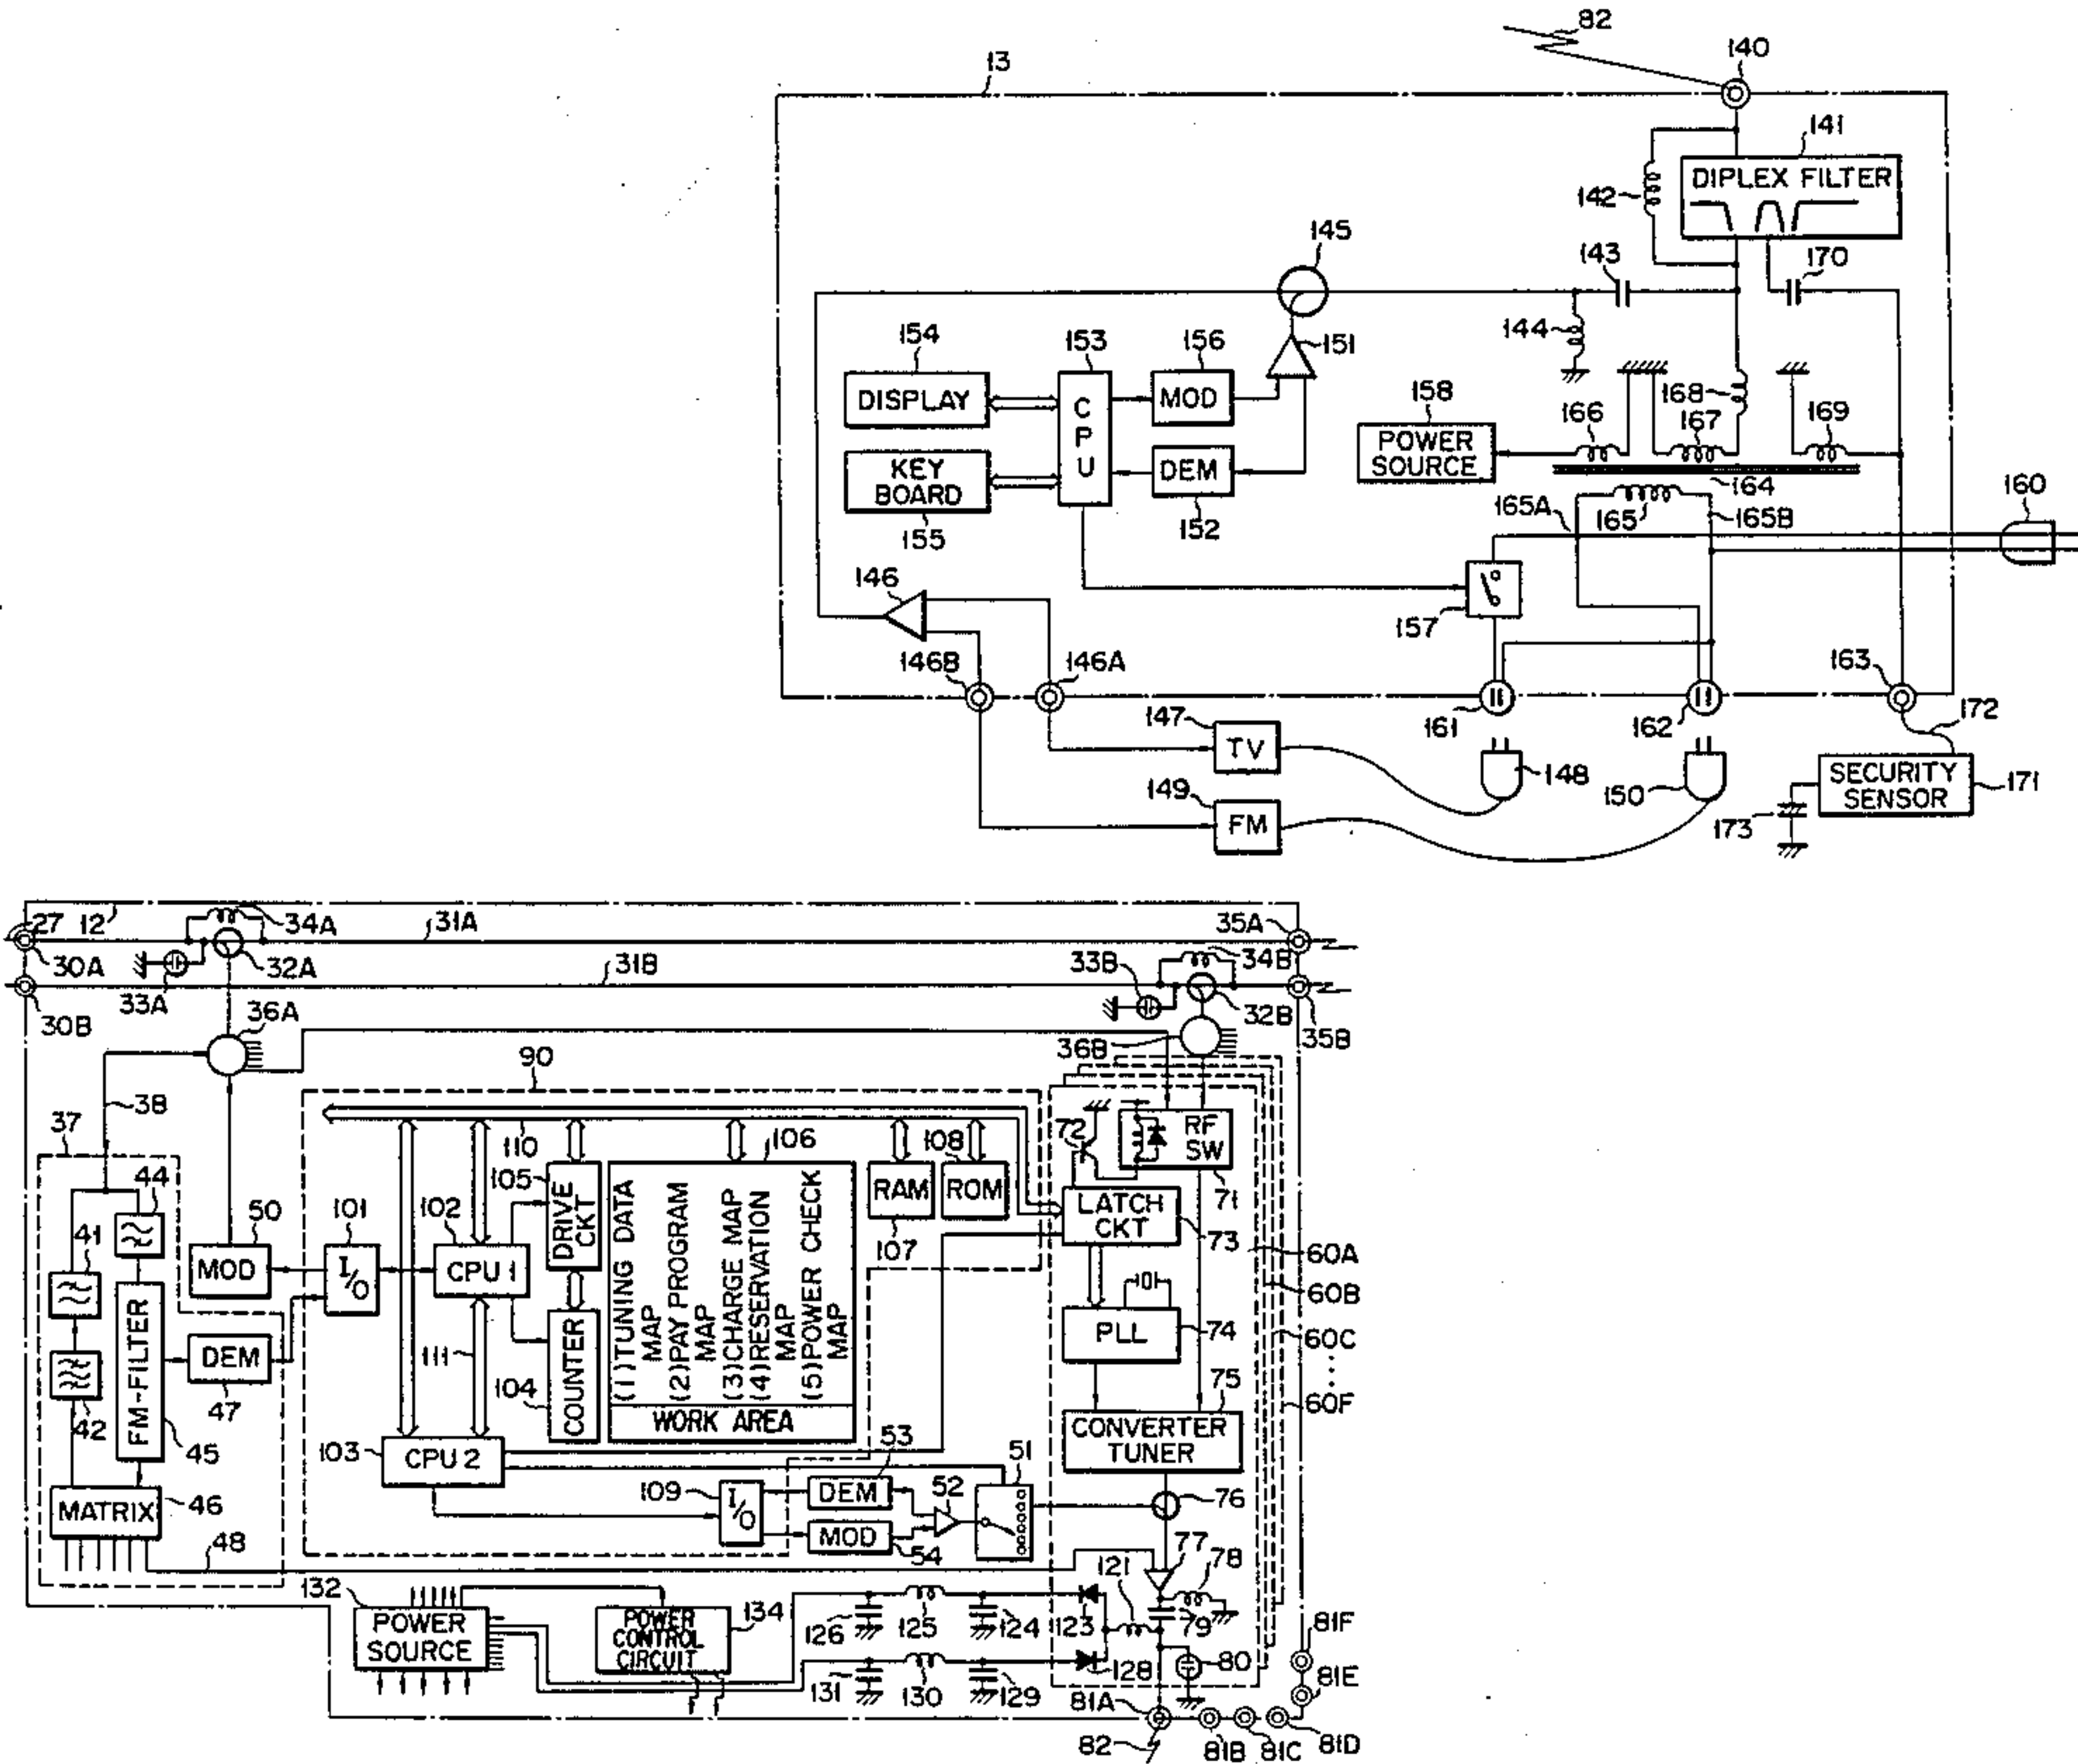 82
140
13
141
DIPLEX FILTER
142
145
143
170
144
151
154
153
156
DISPLAY
CPU
MOD
158
166
168
167
169
POWER
SOURCE
KEY
BOARD
DEM
164
160
155
152
165A
165
165B
146
157
146B
146A
163
161
162
172
147
TV
148
150
SECURITY
SENSOR
171
149
FM
173
27
12
34A
31A
35A
30A
32A
33A
31B
33B
34B
30B
36A
32B
35B
36B
90
38
37
110
106
108
72
RF
SW
44
105
RAM
ROM
71
50
101
102
DRIVE
CKT
LATCH
CKT
41
107
73
60A
MOD
I/O
CPU 1
(1)TUNING DATA
MAP
(2)PAY PROGRAM
MAP
(3)CHARGE MAP
(4)RESERVATION
MAP
(5)POWER CHECK
MAP
60B
FM-FILTER
DEM
111
PLL
74
60C
42
47
104
COUNTER
75
60F
WORK AREA
45
103
CPU 2
53
51
CONVERTER
TUNER
MATRIX
46
109
I/O
DEM
52
76
48
MOD
54
77
78
121
132
134
POWER
SOURCE
POWER
CONTROL
CIRCUIT
126
125
124
123
79
81F
131
130
129
128
80
81E
81A
82
81B
81C
81D